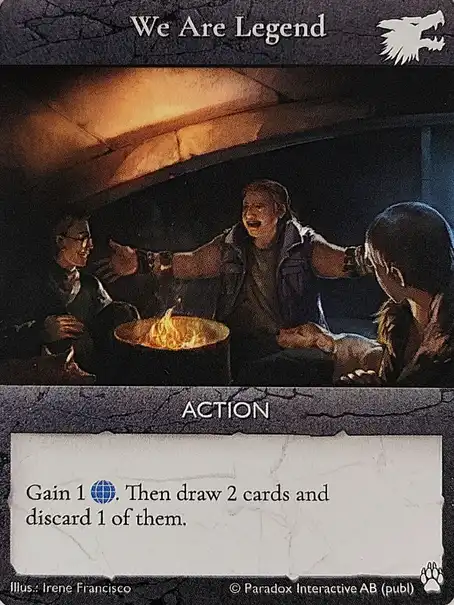 We Are Legend
ACTION
Gain 1 . Then draw 2 cards and
discard 1 of them.
Illus.: Irene Francisco
© Paradox Interactive AB (publ)